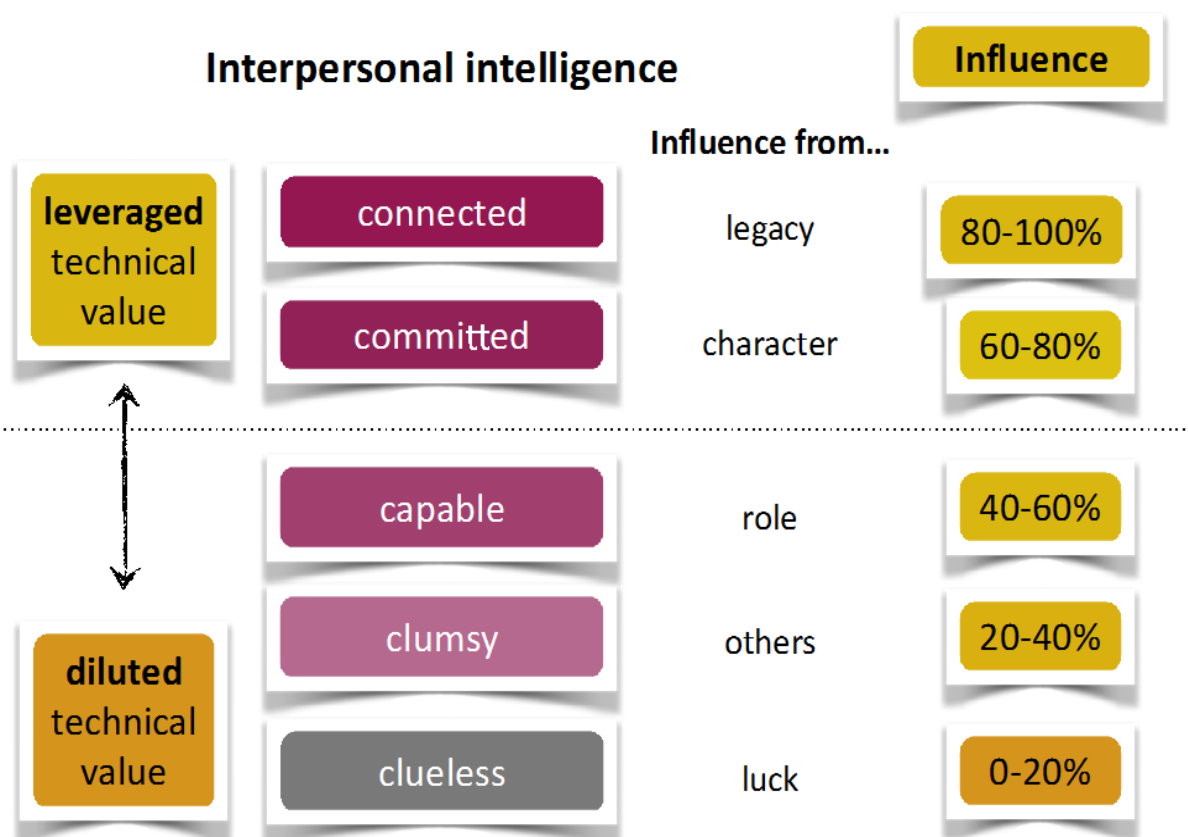 Interpersonal intelligence
Influence
Influence from...
leveraged
technical
value
connected
legacy
80-100%
committed
character
60-80%
capable
role
40-60%
clumsy
others
20-40%
diluted
technical
value
clueless
luck
0-20%